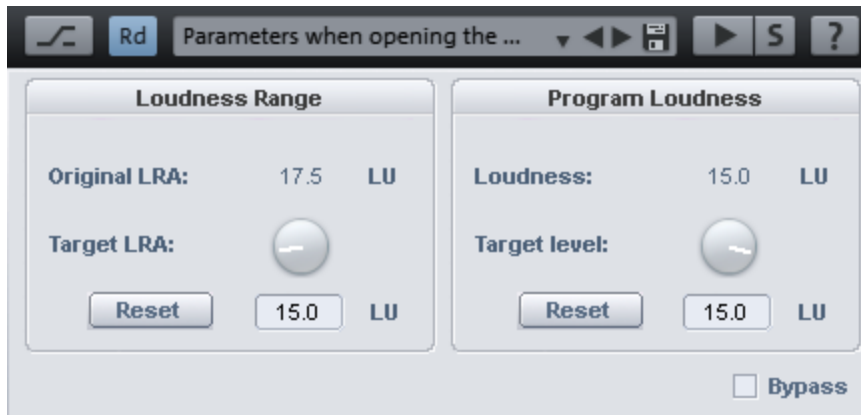 Rd Parameters when opening the ... S ?
Loudness Range
Original LRA: 17.5 LU
Target LRA:
Reset 15.0 LU
Program Loudness
Loudness: 15.0 LU
Target level:
Reset 15.0 LU
Bypass